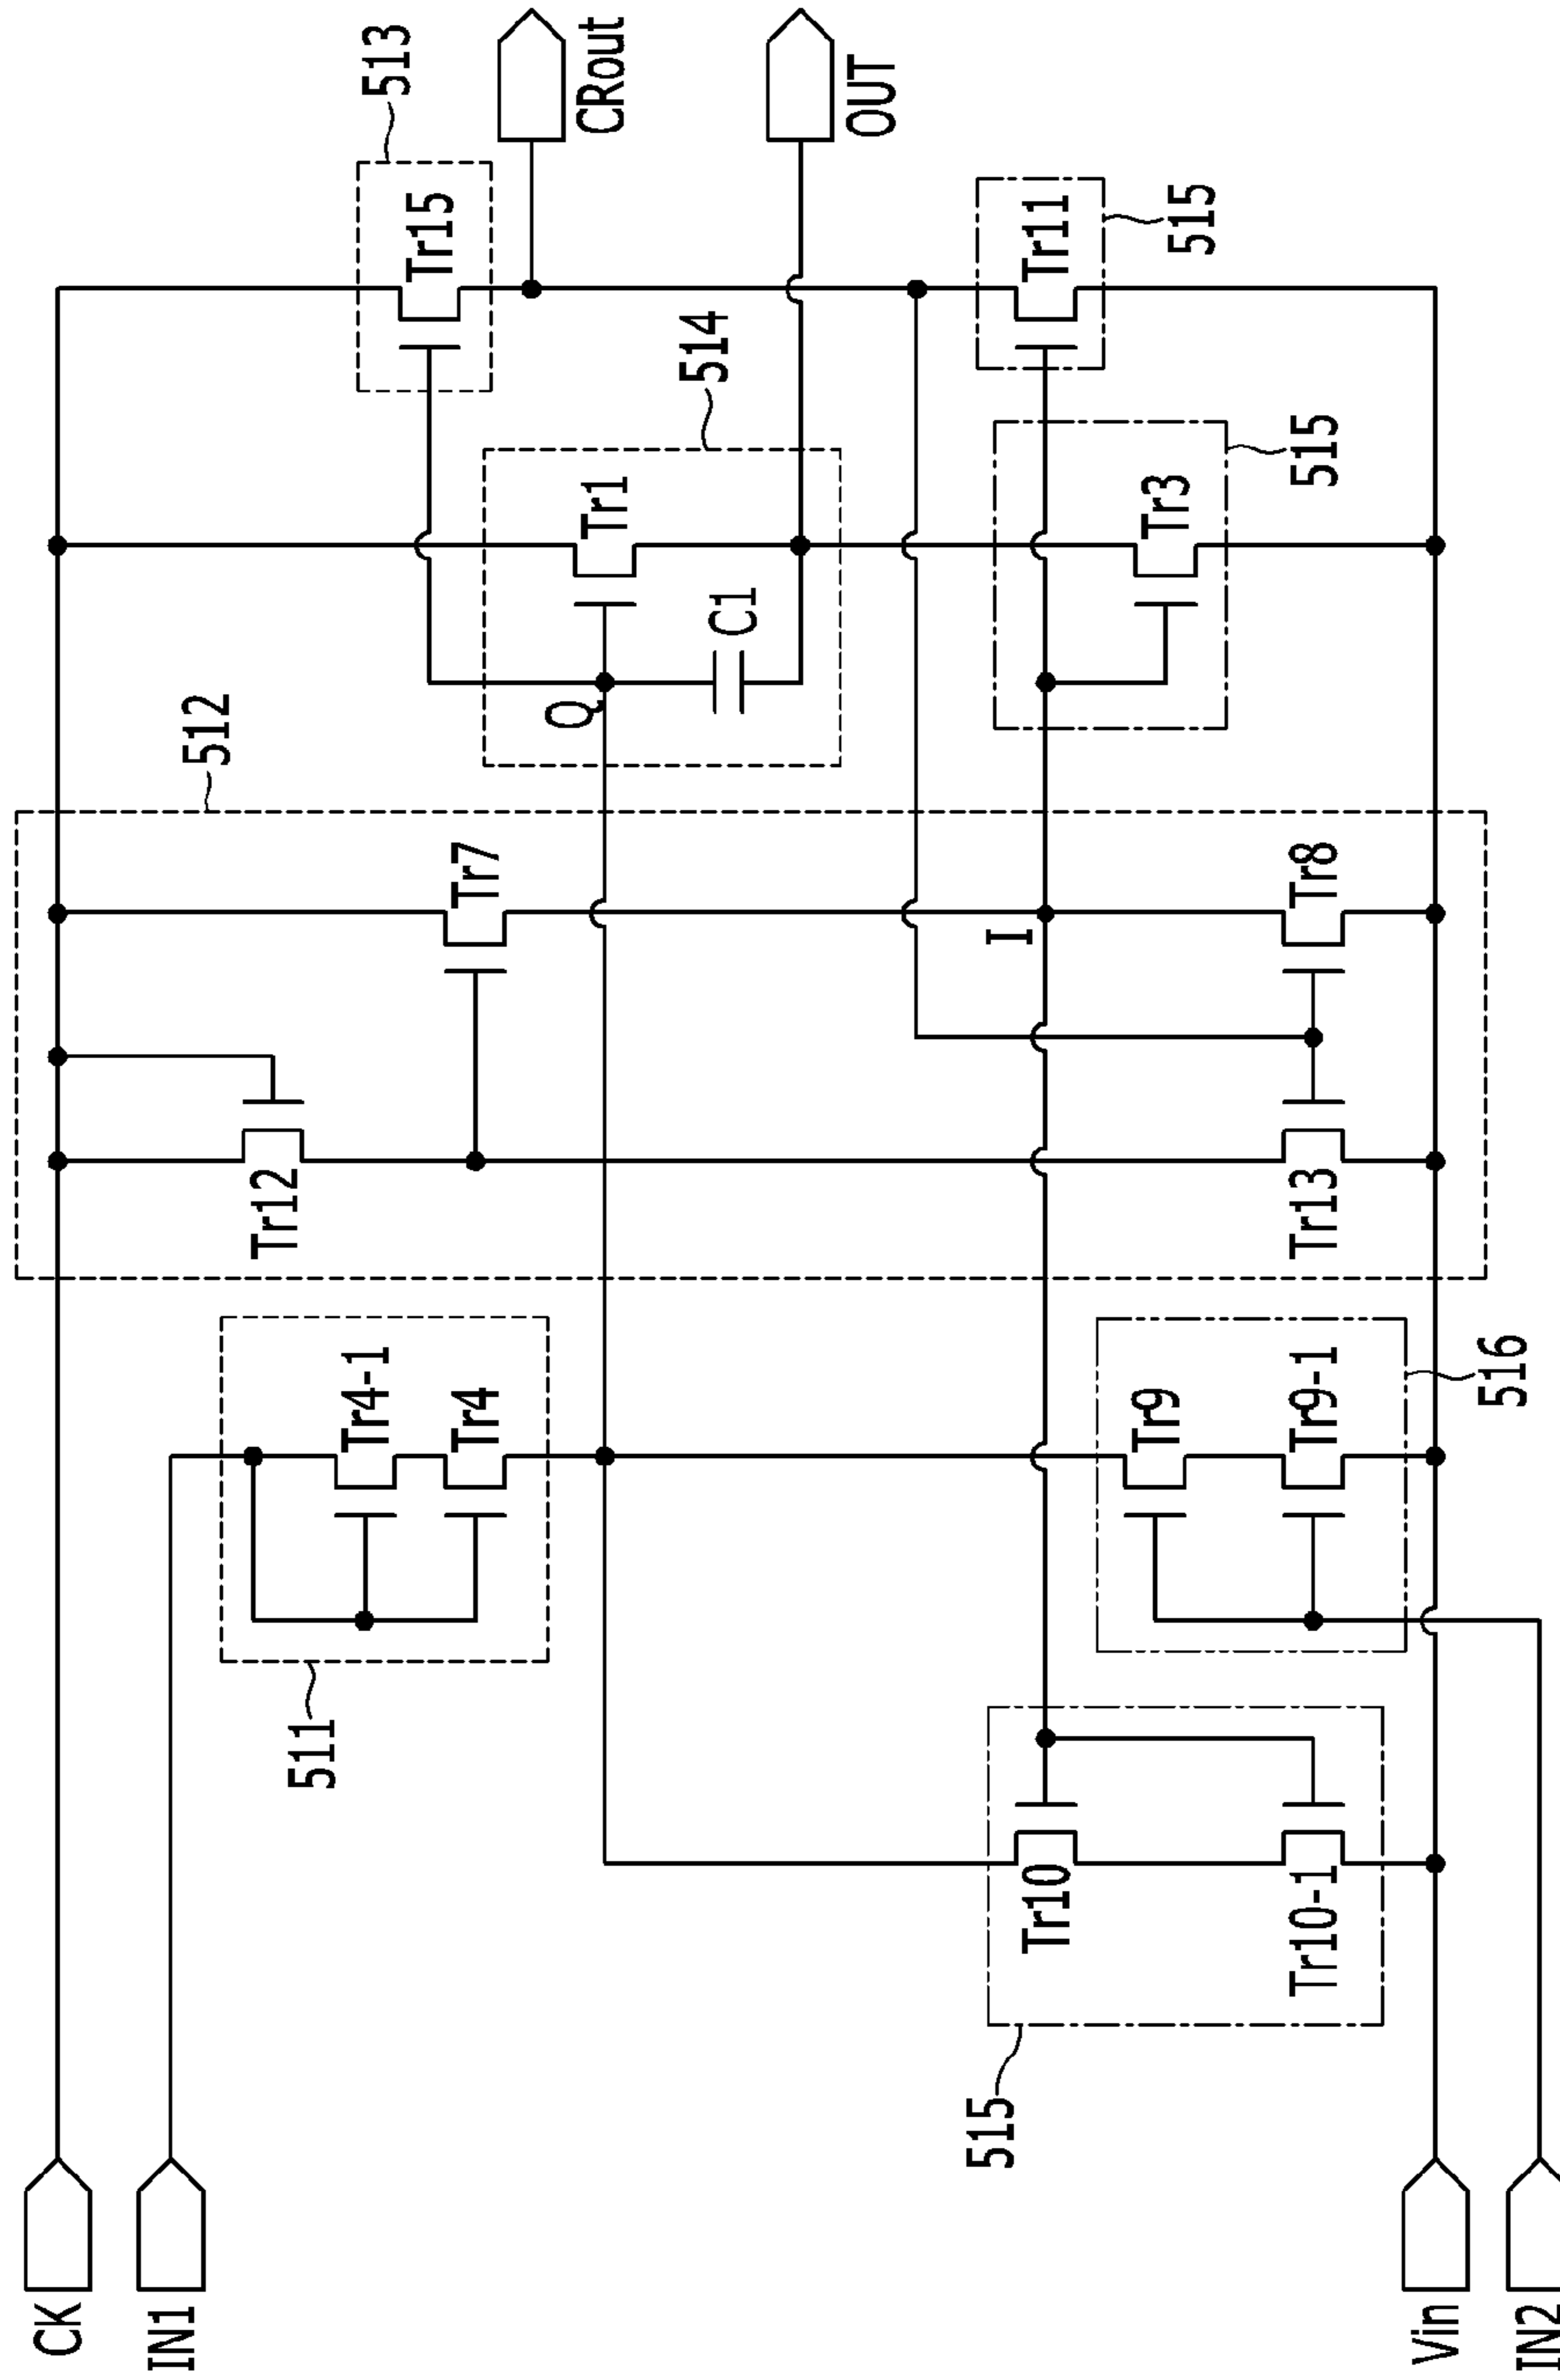 CK
IN1
Vin
IN2
511
Tr4-1
Tr4
515
Tr10
Tr10-1
Tr9
Tr9-1
516
512
Tr12
Tr7
Tr13
Tr8
I
Q
514
Tr1
C1
515
Tr3
513
Tr15
515
Tr11
CRout
OUT